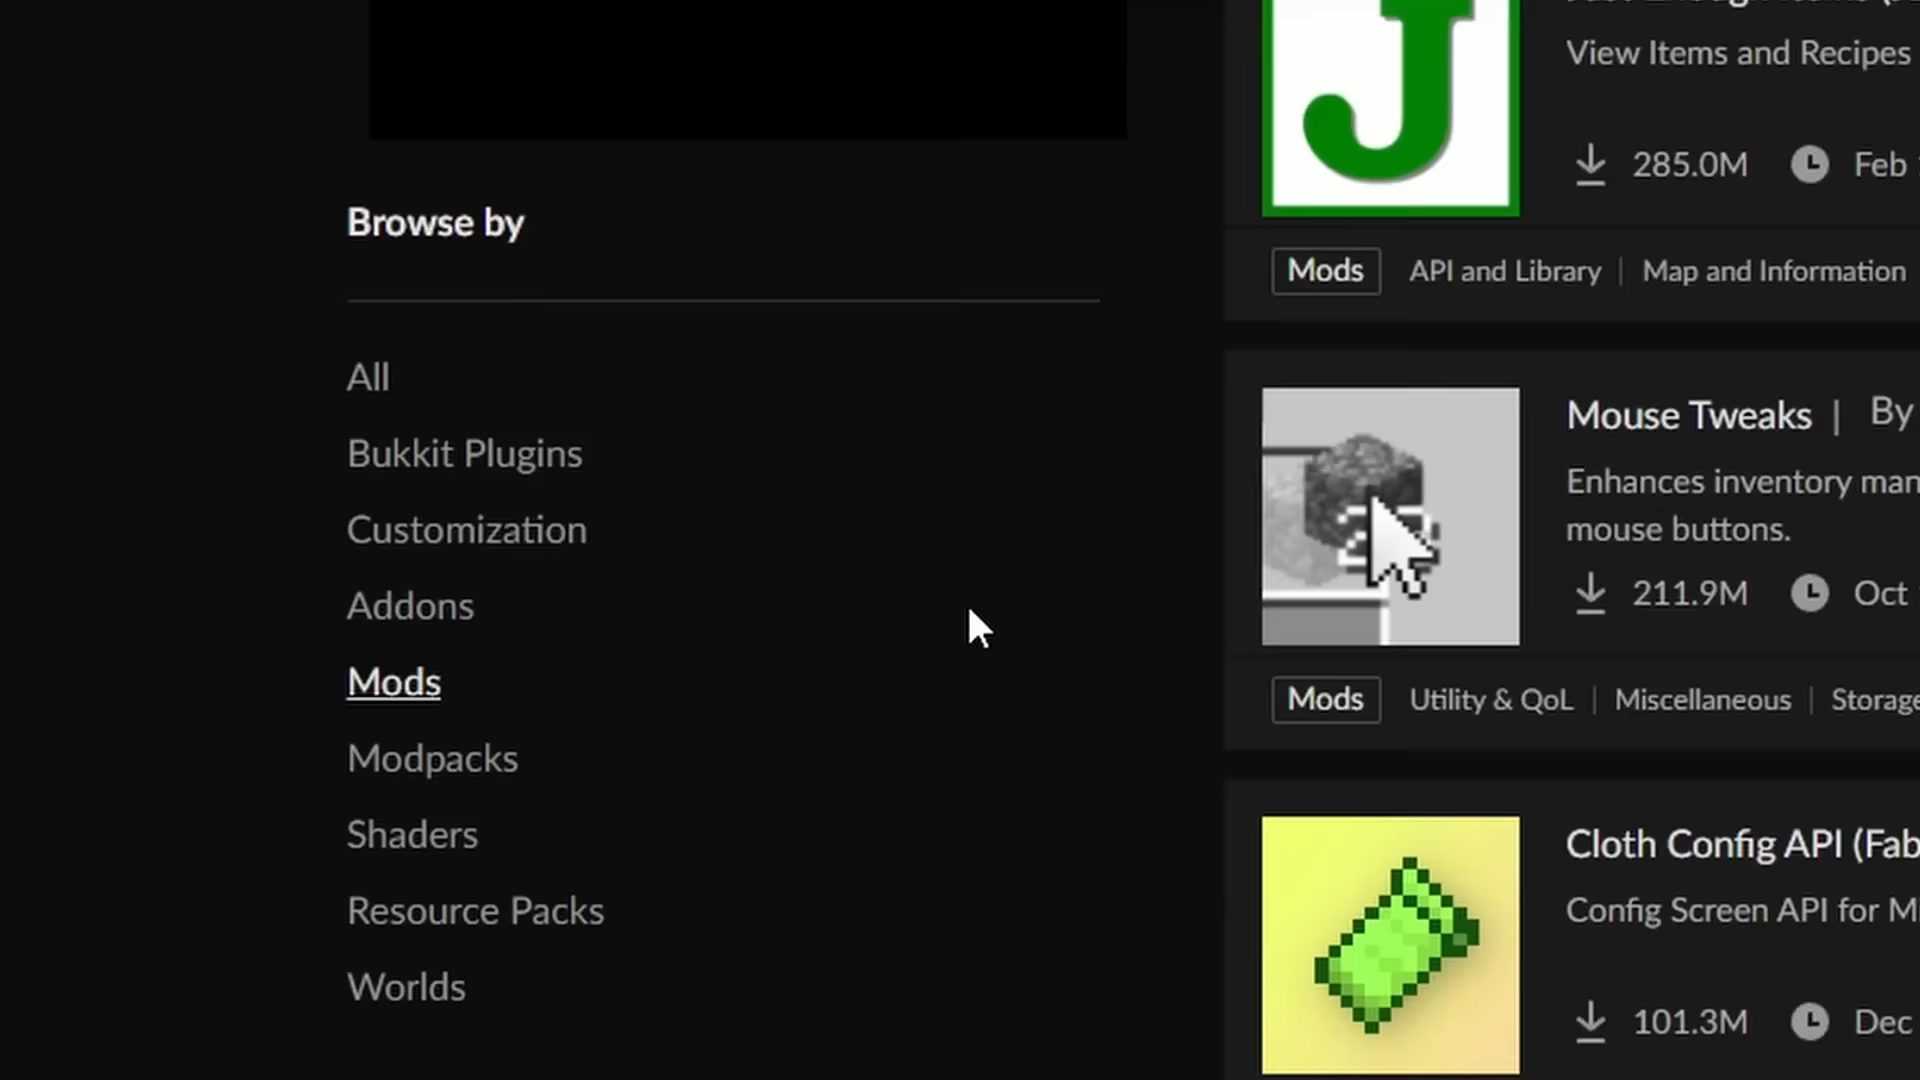 J
View Items and Recipes
285.0M Feb
Mods API and Library | Map and Information
Browse by
All
Bukkit Plugins
Customization
Addons
Mods
Modpacks
Shaders
Resource Packs
Worlds
Mouse Tweaks | By
Enhances inventory man
mouse buttons.
211.9M Oct
Mods Utility & QoL | Miscellaneous | Storage
Cloth Config API (Fab
Config Screen API for M
101.3M Dec